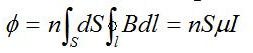 ϕ = n∫_S dS∮_l Bdl = nSμI